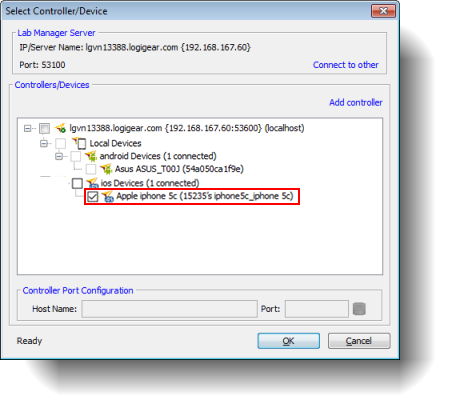 Select Controller/Device
Lab Manager Server
IP/Server Name: lgvn13388.logigear.com {192.168.167.60}
Port: 53100
Connect to other
Controllers/Devices
Add controller
lgvn13388.logigear.com {192.168.167.60:53600} (localhost)
Local Devices
android Devices (1 connected)
Asus ASUS_T00J (54a050ca1f9e)
ios Devices (1 connected)
Apple iphone 5c (15235's iphone5c_iphone 5c)
Controller Port Configuration
Host Name:
Port:
Ready
OK
Cancel